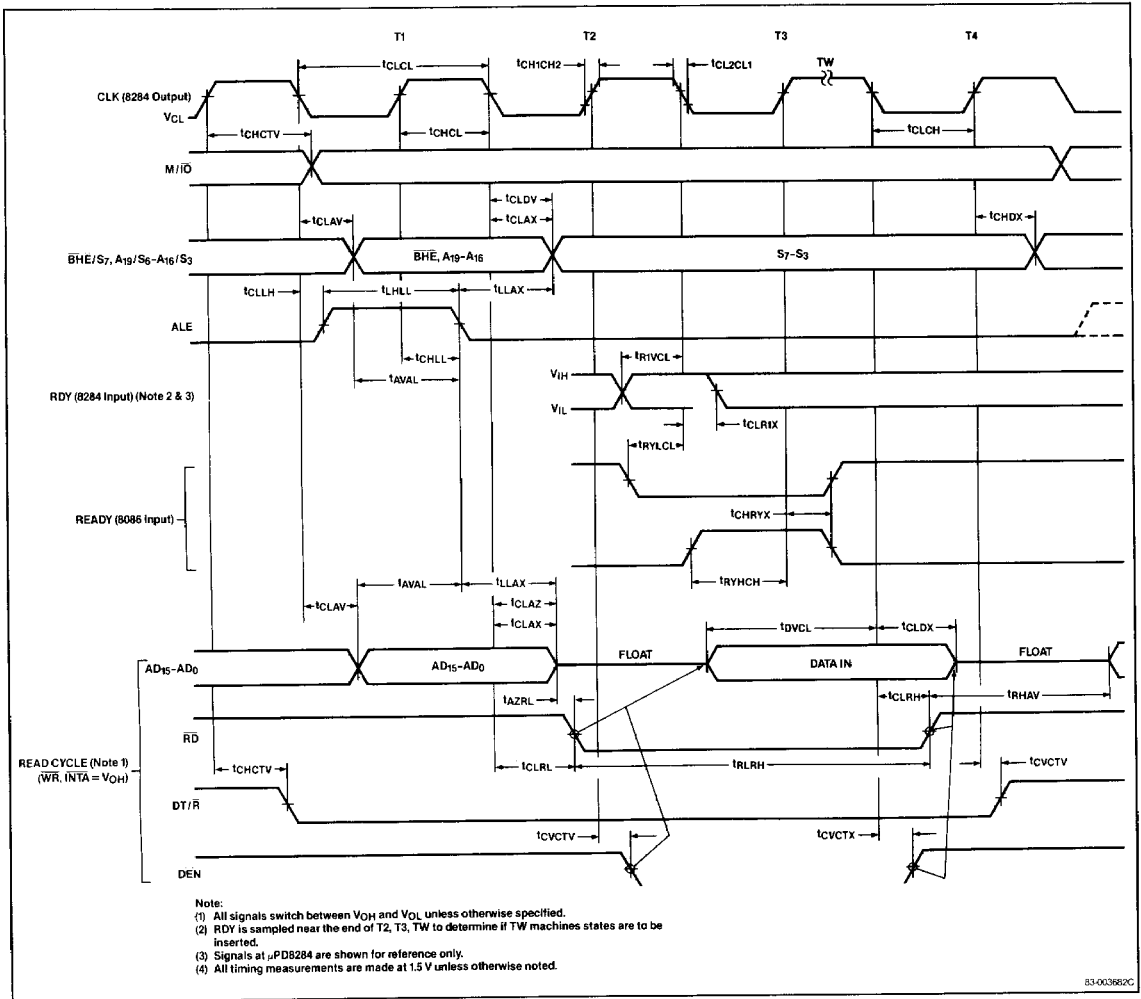 T1 T2 T3 T4
tCLCL tCH1CH2 tCL2CL1 TW
CLK (8284 Output)
VCL
tCHCTV tCHCL tCLCH
M/I̅O̅
tCLDV
tCLAV tCLAX tCHDX
B̅H̅E̅/S7, A19/S6-A16/S3 B̅H̅E̅, A19-A16 S7-S3
tCLLH tLHLL tLLAX
ALE
tCHLL
tAVAL tR1VCL
RDY (8284 Input) (Note 2 & 3) VIH
VIL
tCLR1X
tRYLCL
READY (8086 Input)
tCHRYX
tRYHCH
tAVAL tLLAX
tCLAV tCLAZ
tCLAX tDVCL tCLDX
AD15-AD0 AD15-AD0 FLOAT DATA IN FLOAT
tAZRL tCLRH tRHAV
R̅D̅
READ CYCLE (Note 1)
(W̅R̅, I̅N̅T̅A̅ = VOH)
tCHCTV tCLRL tRLRH tCVCTV
DT/R̅
tCVCTV tCVCTX
DEN
Note:
(1) All signals switch between VOH and VOL unless otherwise specified.
(2) RDY is sampled near the end of T2, T3, TW to determine if TW machines states are to be
inserted.
(3) Signals at µPD8284 are shown for reference only.
(4) All timing measurements are made at 1.5 V unless otherwise noted.
83-003682C